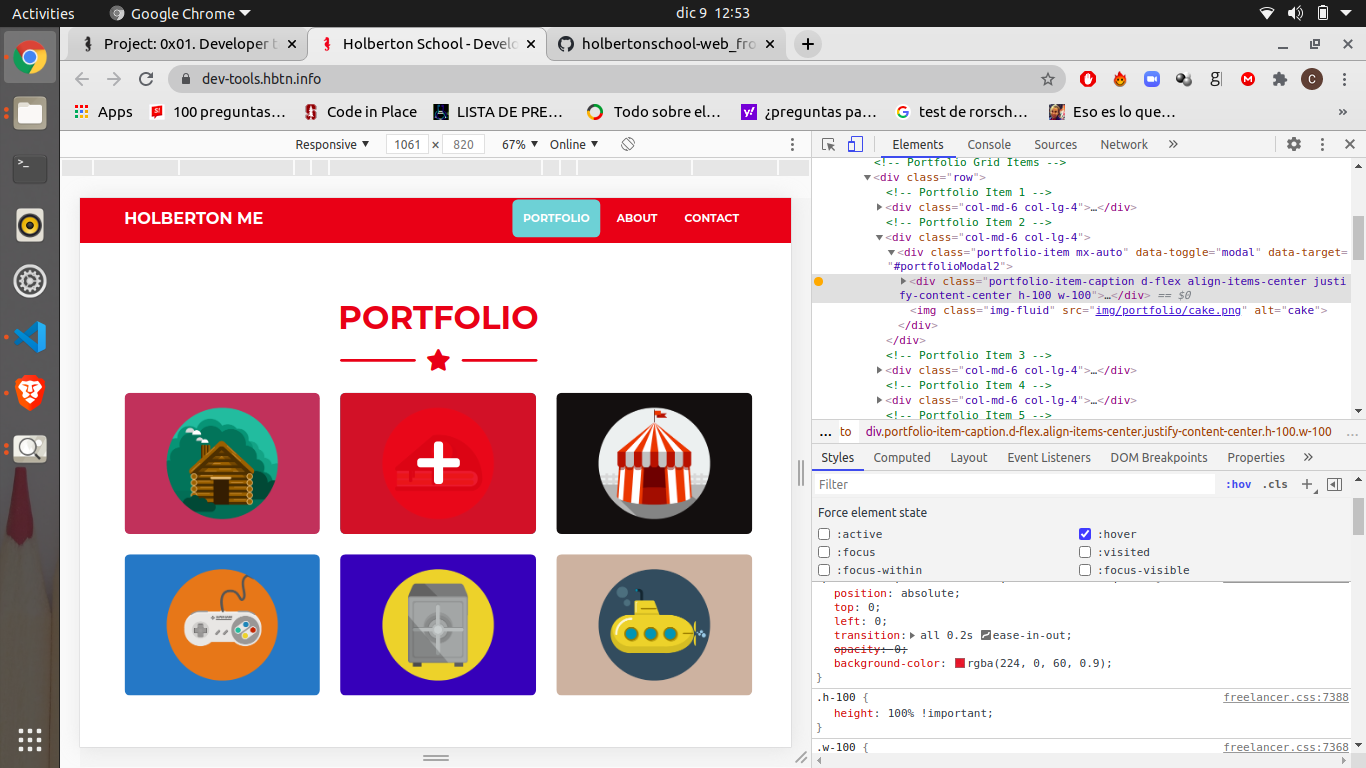 Activities
Google Chrome
dic 9 12:53
Project: 0x01. Developer t
Holberton School - Develo
holbertonschool-web_fro
dev-tools.hbtn.info
C
Apps
100 preguntas…
Code in Place
LISTA DE PRE…
Todo sobre el…
¿preguntas pa…
test de rorsch…
Eso es lo que…
»
Responsive
1061 × 820
67%
Online
HOLBERTON ME
PORTFOLIO
ABOUT
CONTACT
PORTFOLIO
Elements
Console
Sources
Network
»
<!-- Portfolio Grid Items -->
<div class="row">
<!-- Portfolio Item 1 -->
<div class="col-md-6 col-lg-4">…</div>
<!-- Portfolio Item 2 -->
<div class="col-md-6 col-lg-4">
<div class="portfolio-item mx-auto" data-toggle="modal" data-target=
"#portfolioModal2">
<div class="portfolio-item-caption d-flex align-items-center justi
fy-content-center h-100 w-100">…</div> == $0
<img class="img-fluid" src="img/portfolio/cake.png" alt="cake">
</div>
</div>
<!-- Portfolio Item 3 -->
<div class="col-md-6 col-lg-4">…</div>
<!-- Portfolio Item 4 -->
<div class="col-md-6 col-lg-4">…</div>
<!-- Portfolio Item 5 -->
… to div.portfolio-item-caption.d-flex.align-items-center.justify-content-center.h-100.w-100 …
Styles
Computed
Layout
Event Listeners
DOM Breakpoints
Properties
»
Filter
:hov .cls
Force element state
:active
:hover
:focus
:visited
:focus-within
:focus-visible
position: absolute;
top: 0;
left: 0;
transition: all 0.2s ease-in-out;
opacity: 0;
background-color: rgba(224, 0, 60, 0.9);
}
.h-100 { freelancer.css:7388
height: 100% !important;
}
.w-100 { freelancer.css:7368